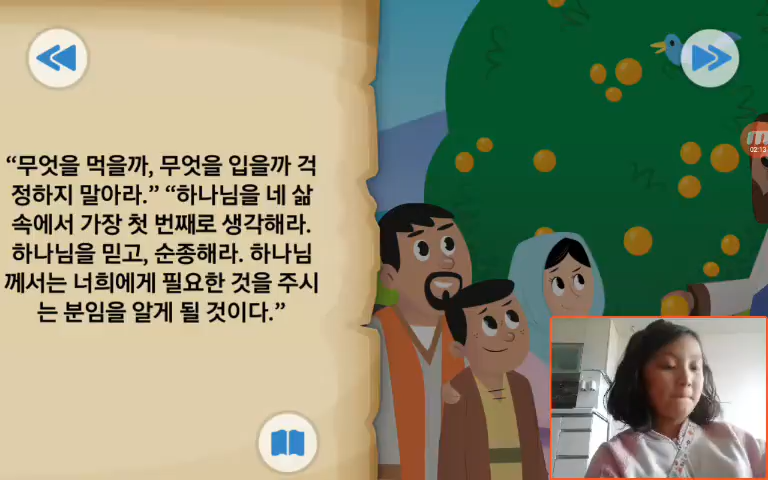 “무엇을 먹을까, 무엇을 입을까 걱
정하지 말아라.” “하나님을 네 삶
속에서 가장 첫 번째로 생각해라.
하나님을 믿고, 순종해라. 하나님
께서는 너희에게 필요한 것을 주시
는 분임을 알게 될 것이다.”
02:13